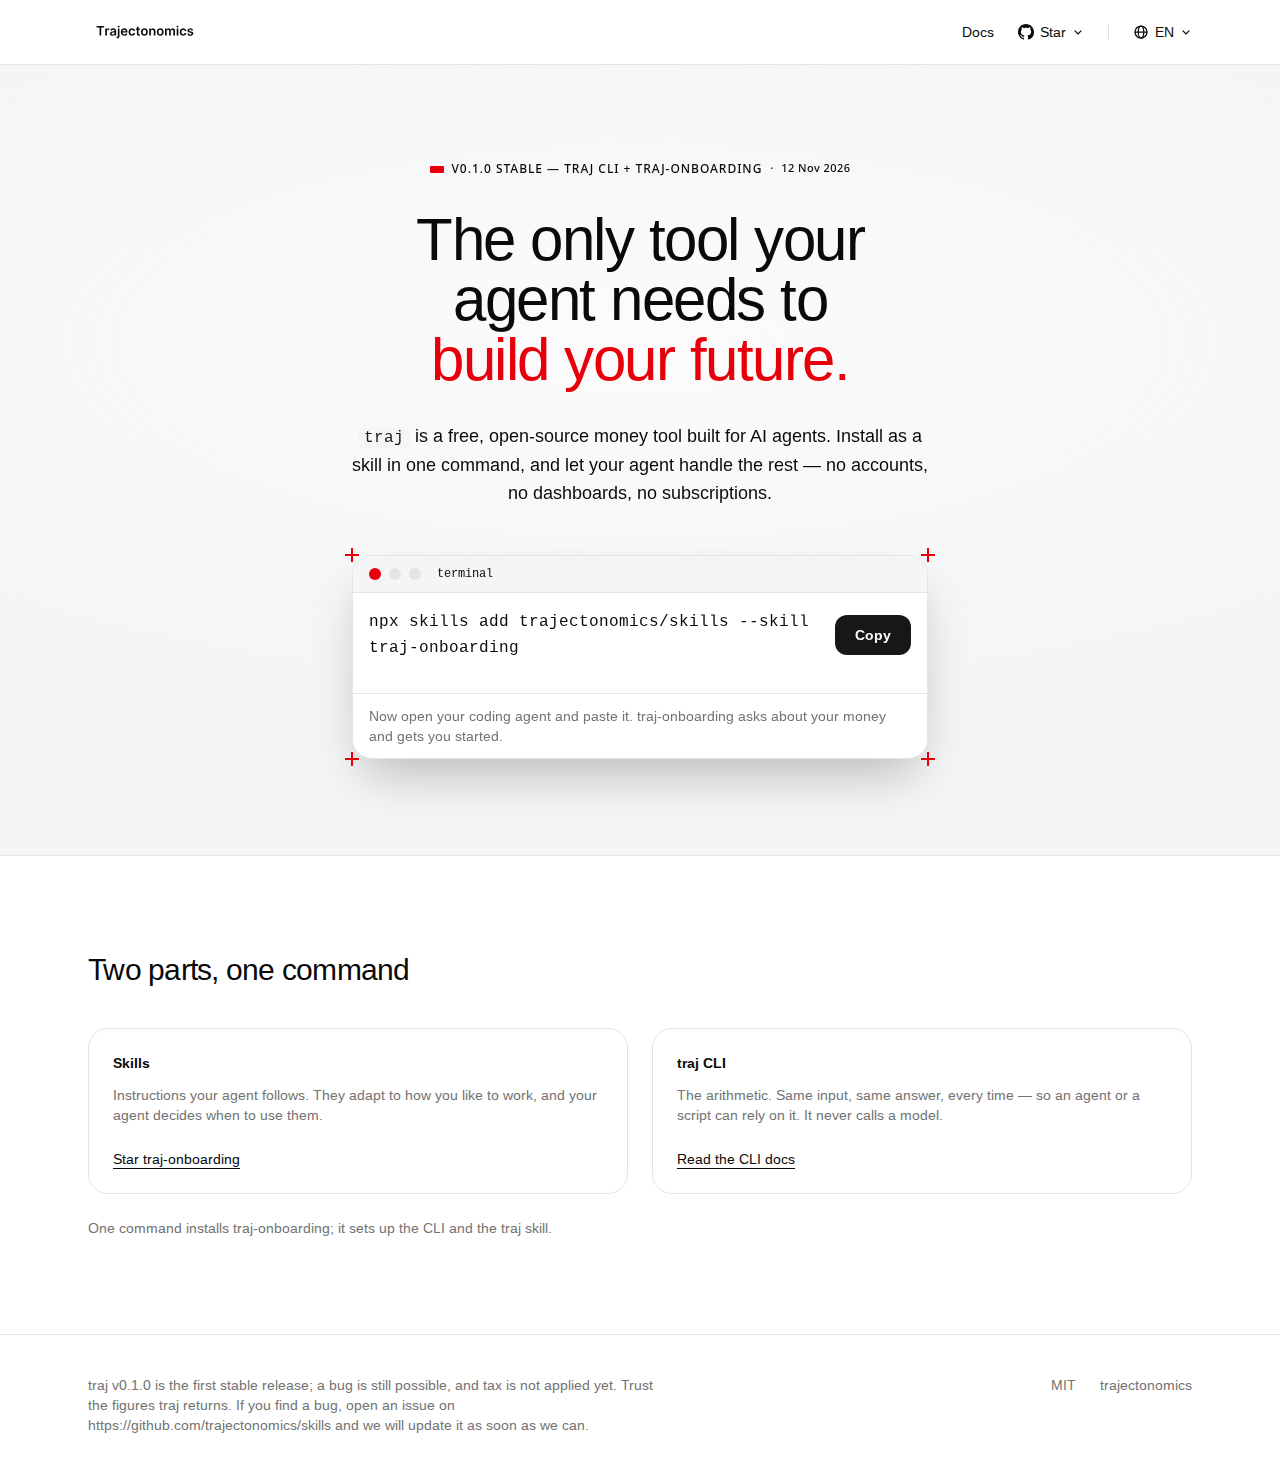 Trajectonomics
Docs
Star
EN
V0.1.0 STABLE — TRAJ CLI + TRAJ-ONBOARDING · 12 Nov 2026
The only tool your
agent needs to
build your future.
traj is a free, open-source money tool built for AI agents. Install as a
skill in one command, and let your agent handle the rest — no accounts,
no dashboards, no subscriptions.
terminal
npx skills add trajectonomics/skills --skill
traj-onboarding
Copy
Now open your coding agent and paste it. traj-onboarding asks about your money
and gets you started.
Two parts, one command
Skills
Instructions your agent follows. They adapt to how you like to work, and your
agent decides when to use them.
Star traj-onboarding
traj CLI
The arithmetic. Same input, same answer, every time — so an agent or a
script can rely on it. It never calls a model.
Read the CLI docs
One command installs traj-onboarding; it sets up the CLI and the traj skill.
traj v0.1.0 is the first stable release; a bug is still possible, and tax is not applied yet. Trust
the figures traj returns. If you find a bug, open an issue on
https://github.com/trajectonomics/skills and we will update it as soon as we can.
MIT
trajectonomics